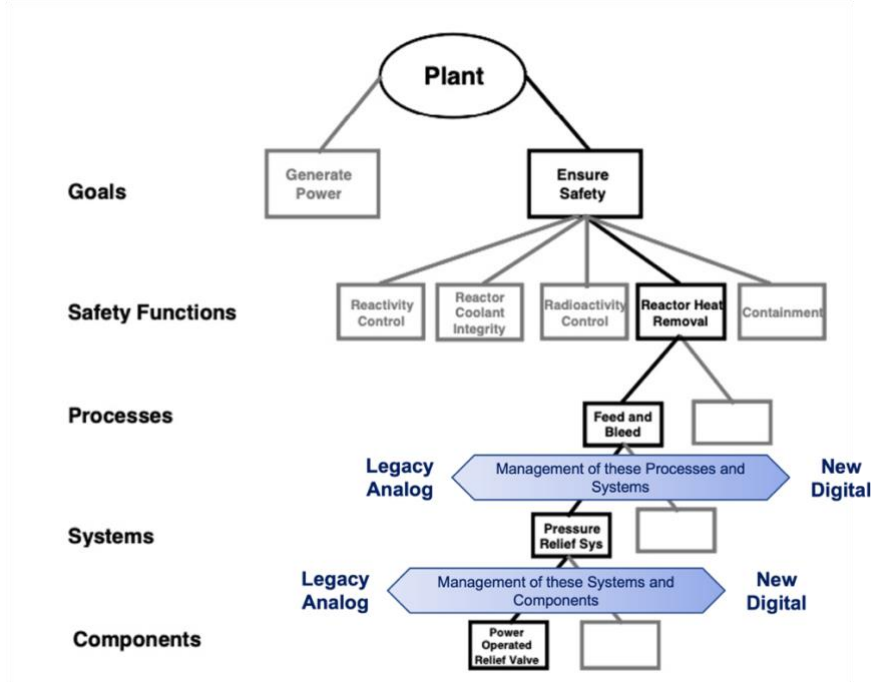 Plant
Goals
Generate
Power
Ensure
Safety
Safety Functions
Reactivity
Control
Reactor
Coolant
Integrity
Radioactivity
Control
Reactor Heat
Removal
Containment
Processes
Feed and
Bleed
Legacy
Analog
Management of these Processes and
Systems
New
Digital
Systems
Pressure
Relief Sys
Legacy
Analog
Management of these Systems and
Components
New
Digital
Components
Power
Operated
Relief Valve